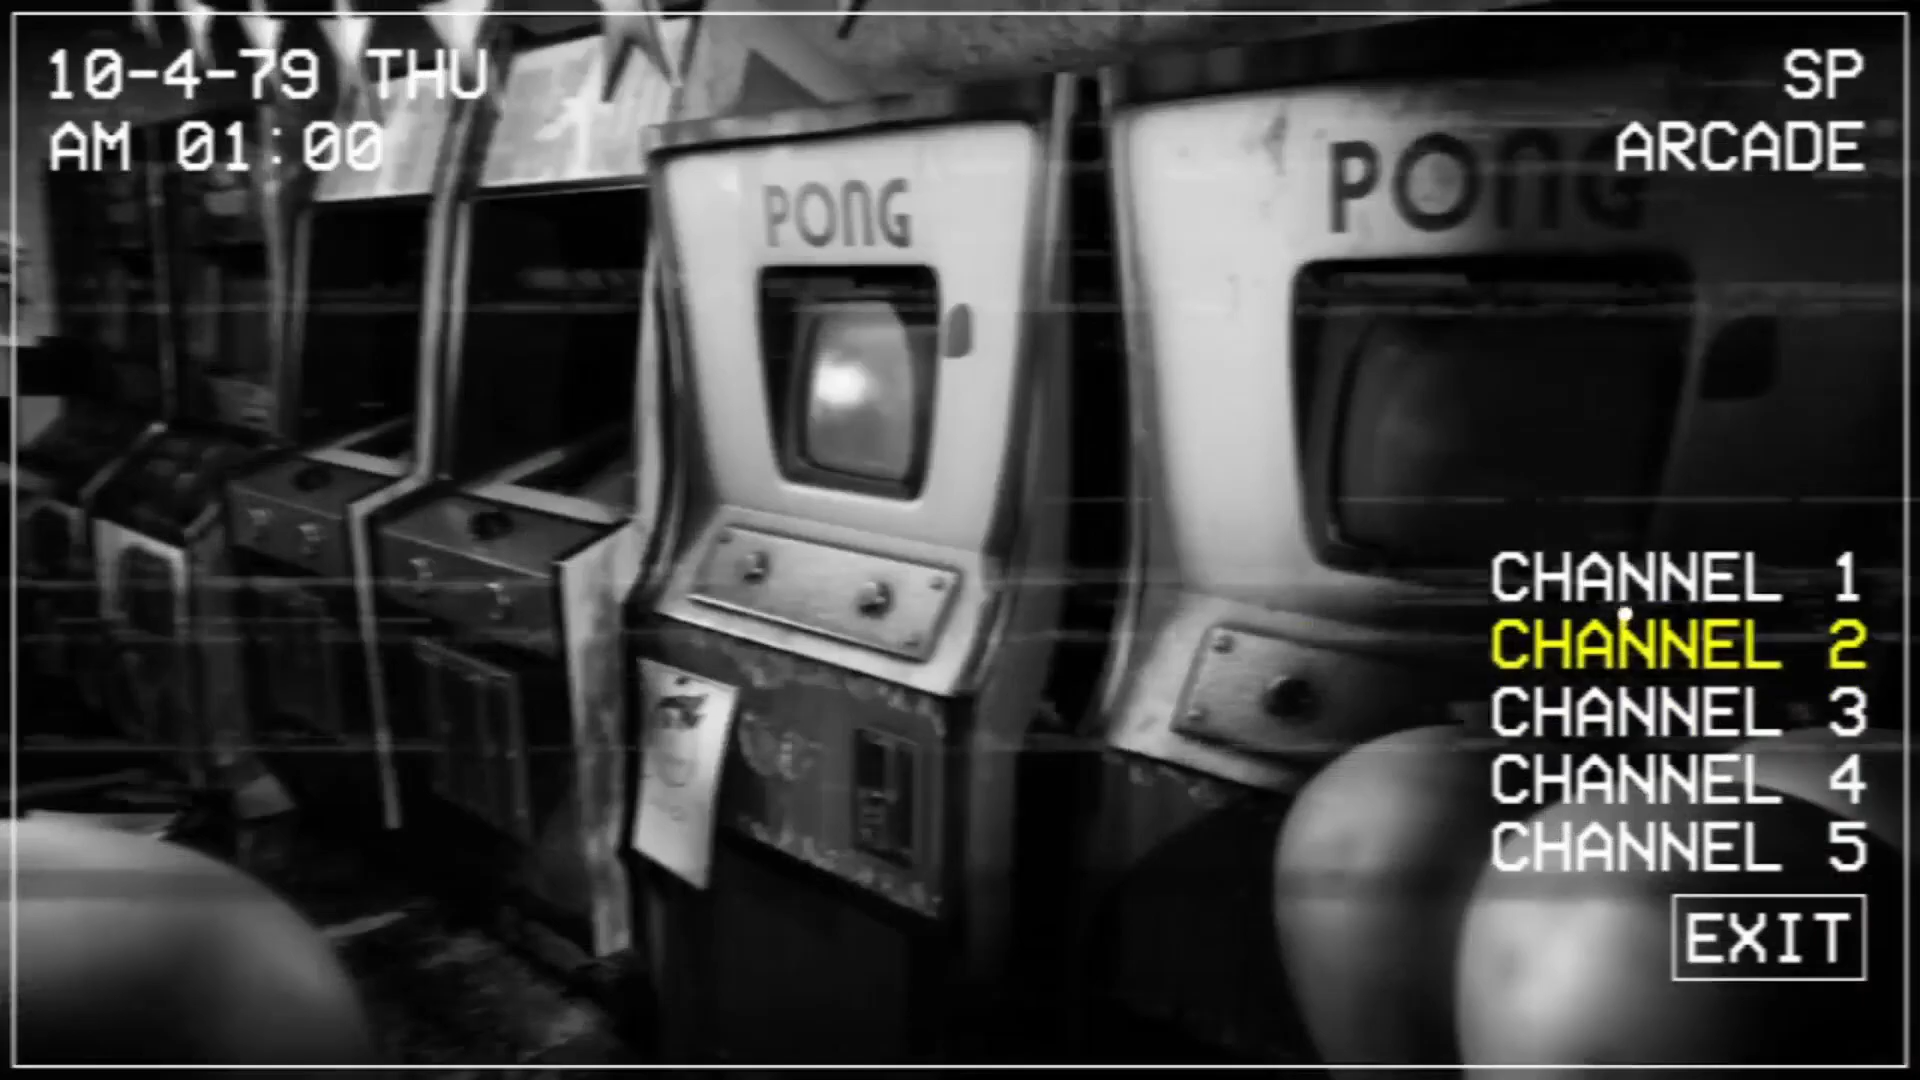 10-4-79 THU
AM 01:00
SP
ARCADE
PONG
PONG
CHANNEL 1
CHANNEL 2
CHANNEL 3
CHANNEL 4
CHANNEL 5
EXIT